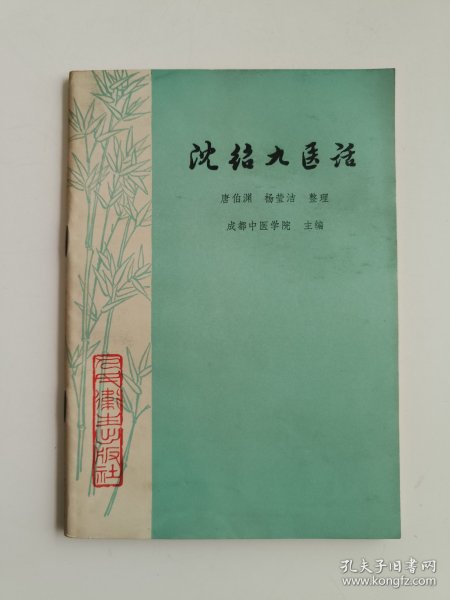 沈绍九医话
唐伯渊 杨莹洁 整理
成都中医学院 主编
人民卫生出版社
孔夫子旧书网
www.kongfz.com